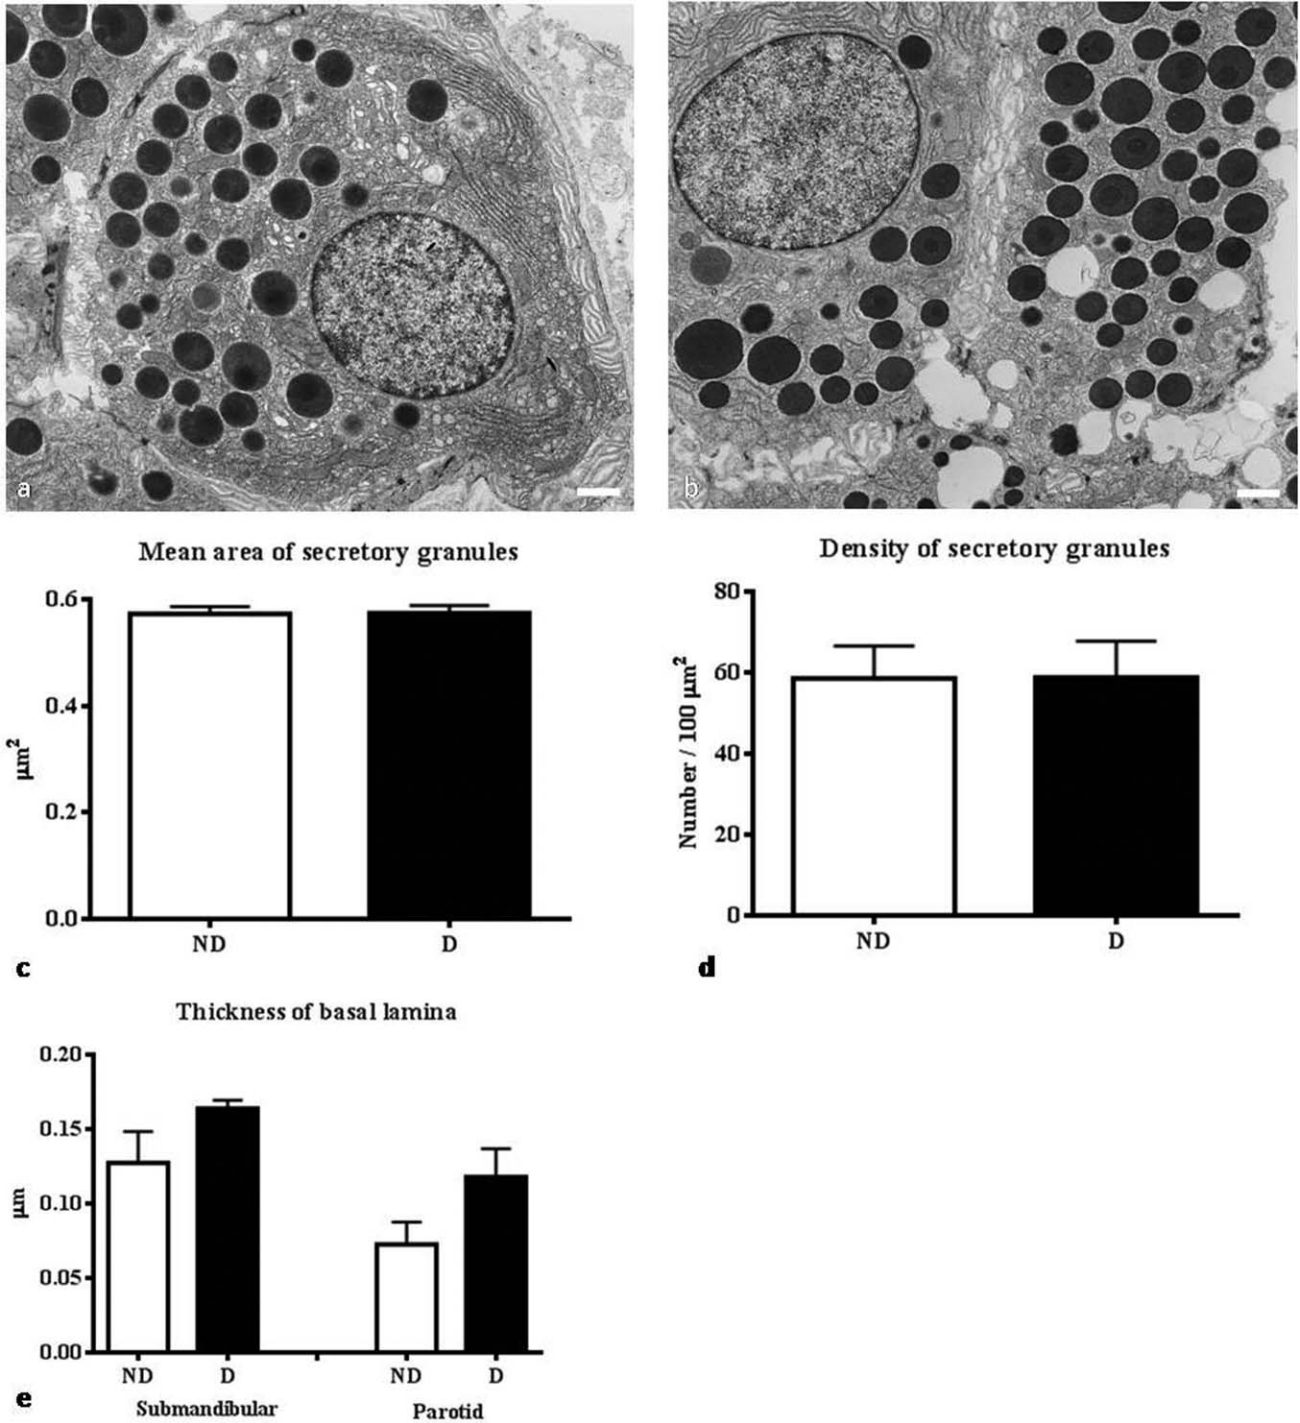 a
b
Mean area of secretory granules
0.6
0.4
0.2
0.0
µm²
ND D
c
Density of secretory granules
80
60
40
20
0
Number / 100 µm²
ND D
d
Thickness of basal lamina
0.20
0.15
0.10
0.05
0.00
µm
ND D ND D
Submandibular Parotid
e